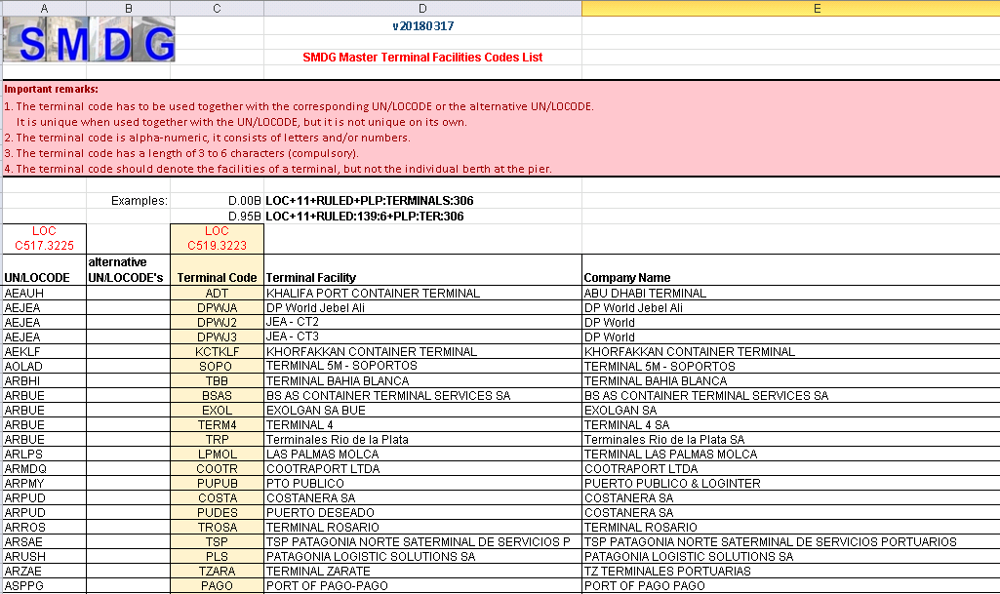 A B C D E
SMDG
v20180317
SMDG Master Terminal Facilities Codes List
Important remarks:
1. The terminal code has to be used together with the corresponding UN/LOCODE or the alternative UN/LOCODE.
It is unique when used together with the UN/LOCODE, but it is not unique on its own.
2. The terminal code is alpha-numeric, it consists of letters and/or numbers.
3. The terminal code has a length of 3 to 6 characters (compulsory).
4. The terminal code should denote the facilities of a terminal, but not the individual berth at the pier.
Examples: D.00B LOC+11+RULED+PLP:TERMINALS:306
D.95B LOC+11+RULED:139:6+PLP:TER:306
LOC LOC
C517.3225 C519.3223
alternative
UN/LOCODE UN/LOCODE's Terminal Code Terminal Facility Company Name
AEAUH ADT KHALIFA PORT CONTAINER TERMINAL ABU DHABI TERMINAL
AEJEA DPWJA DP World Jebel Ali DP World Jebel Ali
AEJEA DPWJ2 JEA - CT2 DP World
AEJEA DPWJ3 JEA - CT3 DP World
AEKLF KCTKLF KHORFAKKAN CONTAINER TERMINAL KHORFAKKAN CONTAINER TERMINAL
AOLAD SOPO TERMINAL 5M - SOPORTOS TERMINAL 5M - SOPORTOS
ARBHI TBB TERMINAL BAHIA BLANCA TERMINAL BAHIA BLANCA
ARBUE BSAS BS AS CONTAINER TERMINAL SERVICES SA BS AS CONTAINER TERMINAL SERVICES SA
ARBUE EXOL EXOLGAN SA BUE EXOLGAN SA
ARBUE TERM4 TERMINAL 4 TERMINAL 4 SA
ARBUE TRP Terminales Rio de la Plata Terminales Rio de la Plata SA
ARLPS LPMOL LAS PALMAS MOLCA TERMINAL LAS PALMAS MOLCA
ARMDQ COOTR COOTRAPORT LTDA COOTRAPORT LTDA
ARPMY PUPUB PTO PUBLICO PUERTO PUBLICO & LOGINTER
ARPUD COSTA COSTANERA SA COSTANERA SA
ARPUD PUDES PUERTO DESEADO COSTANERA SA
ARROS TROSA TERMINAL ROSARIO TERMINAL ROSARIO
ARSAE TSP TSP PATAGONIA NORTE SATERMINAL DE SERVICIOS P TSP PATAGONIA NORTE SATERMINAL DE SERVICIOS PORTUARIOS
ARUSH PLS PATAGONIA LOGISTIC SOLUTIONS SA PATAGONIA LOGISTIC SOLUTIONS SA
ARZAE TZARA TERMINAL ZARATE TZ TERMINALES PORTUARIAS
ASPPG PAGO PORT OF PAGO-PAGO PORT OF PAGO PAGO